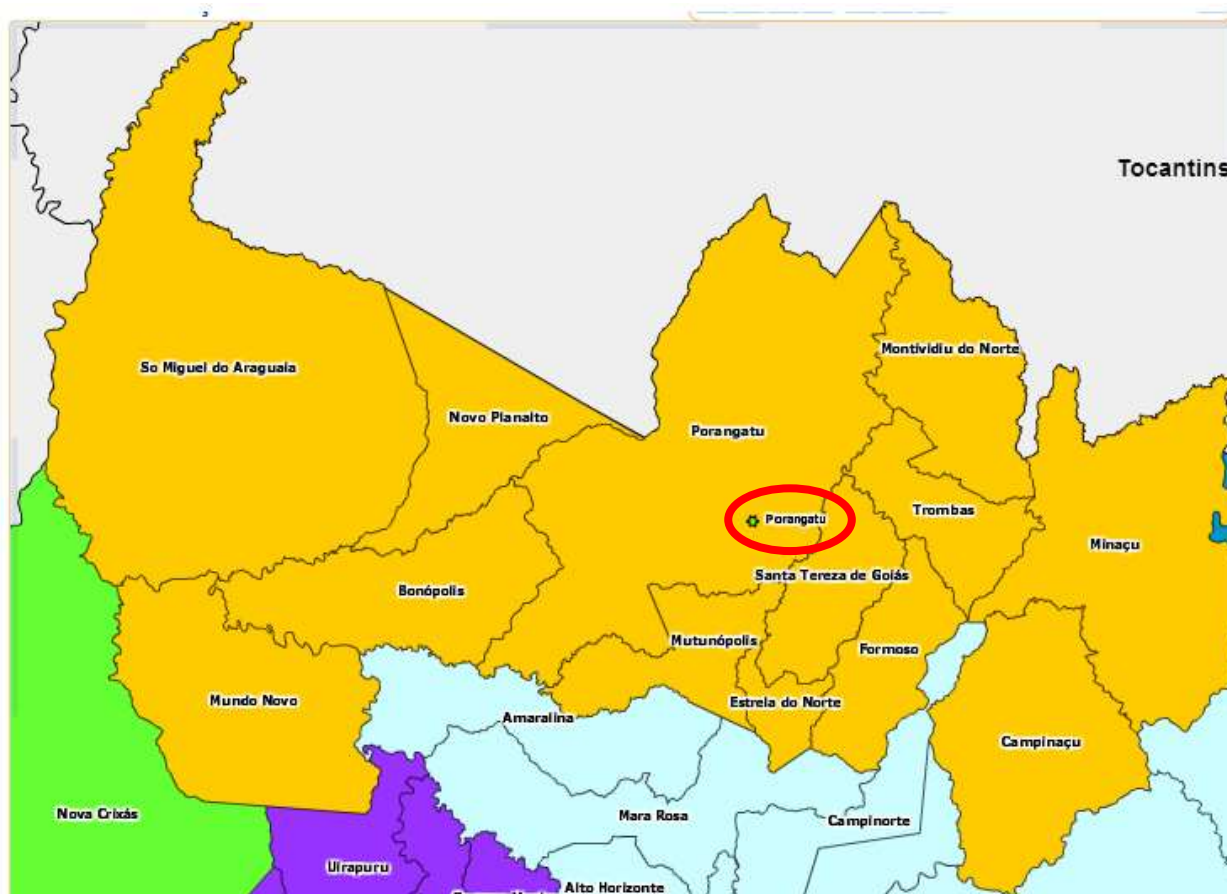 Tocantins
Montividiu do Norte
So Miguel do Araguaia
Novo Planalto
Porangatu
Trombas
Porangatu
Minaçu
Santa Tereza de Goiás
Bonópolis
Mutunópolis
Formoso
Mundo Novo
Estrela do Norte
Amaralina
Campinaçu
Nova Crixás
Mara Rosa
Campinorte
Uirapuru
Alto Horizonte